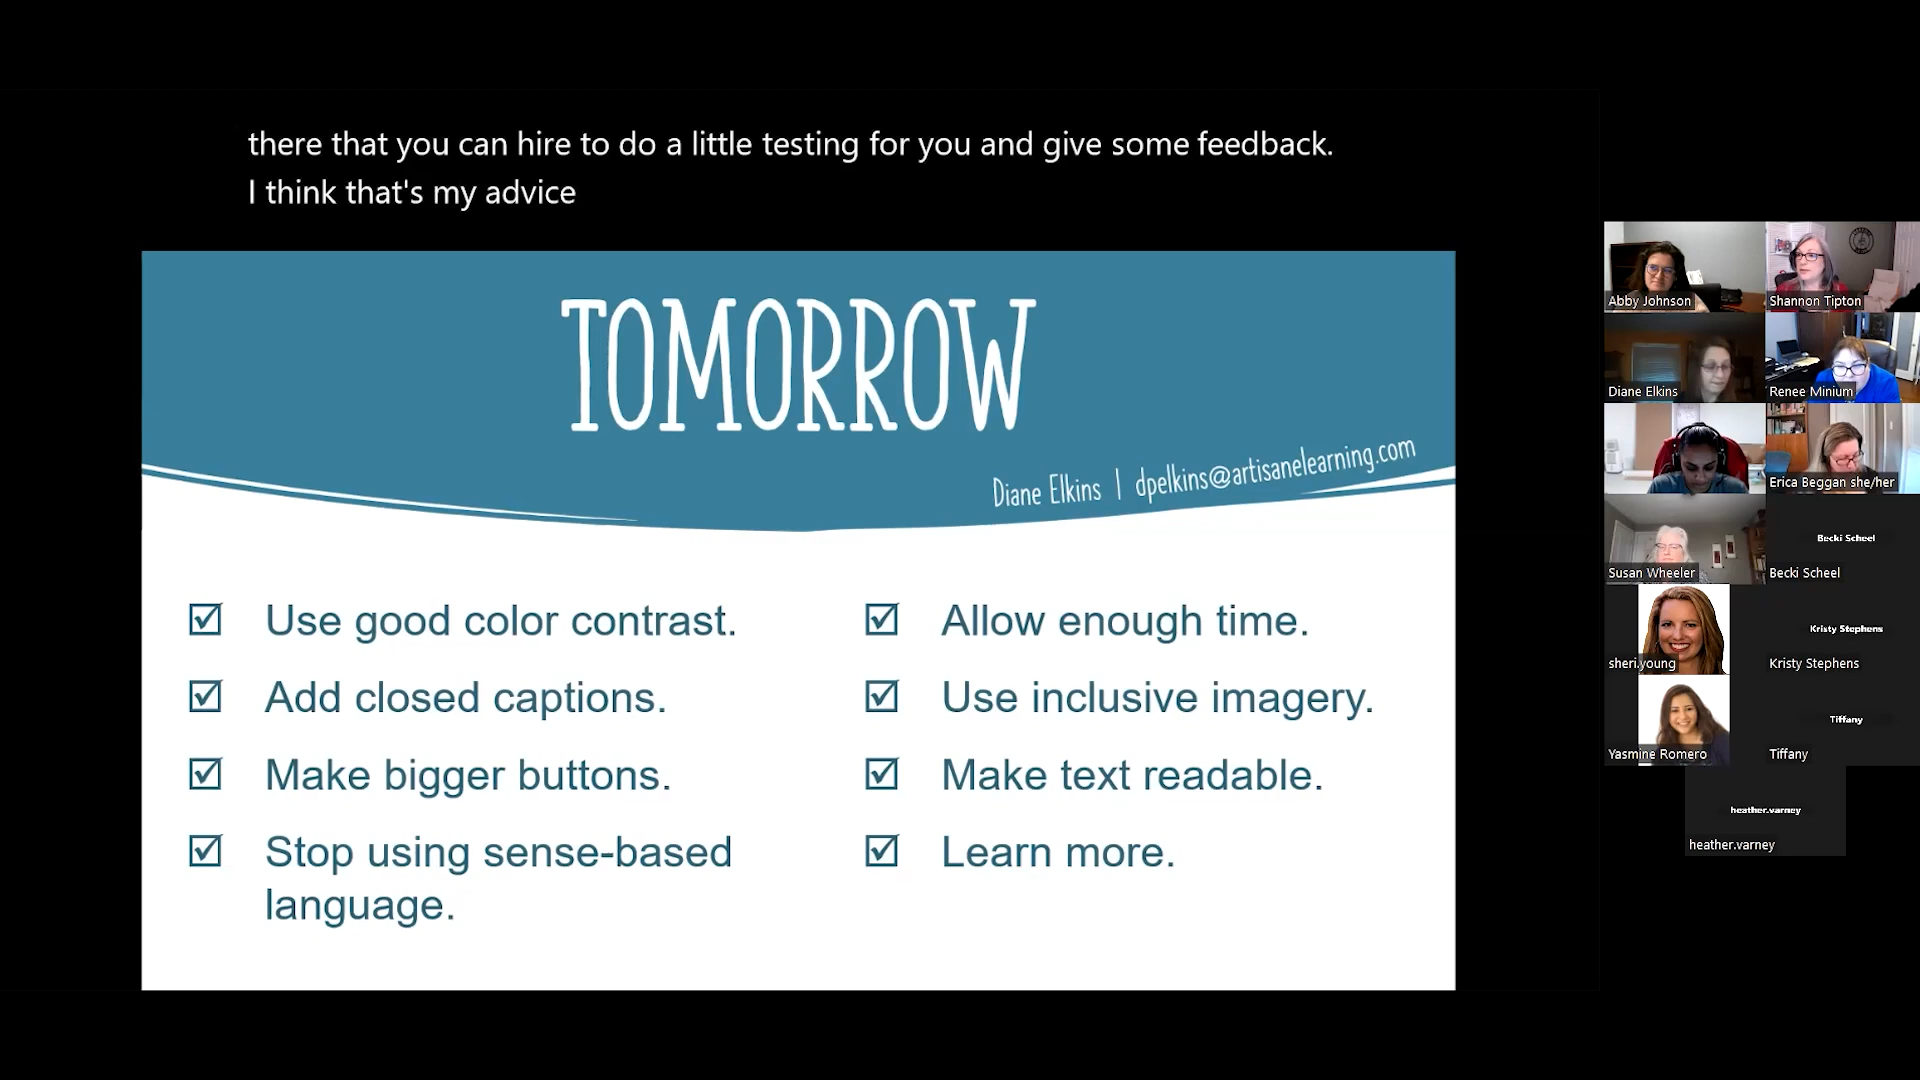 there that you can hire to do a little testing for you and give some feedback.
I think that's my advice
TOMORROW
Diane Elkins | dpelkins@artisanelearning.com
Use good color contrast.
Add closed captions.
Make bigger buttons.
Stop using sense-based
language.
Allow enough time.
Use inclusive imagery.
Make text readable.
Learn more.
Abby Johnson
Shannon Tipton
Diane Elkins
Renee Minium
Erica Beggan she/her
Susan Wheeler
Becki Scheel
Becki Scheel
sheri.young
Kristy Stephens
Kristy Stephens
Yasmine Romero
Tiffany
Tiffany
heather.varney
heather.varney